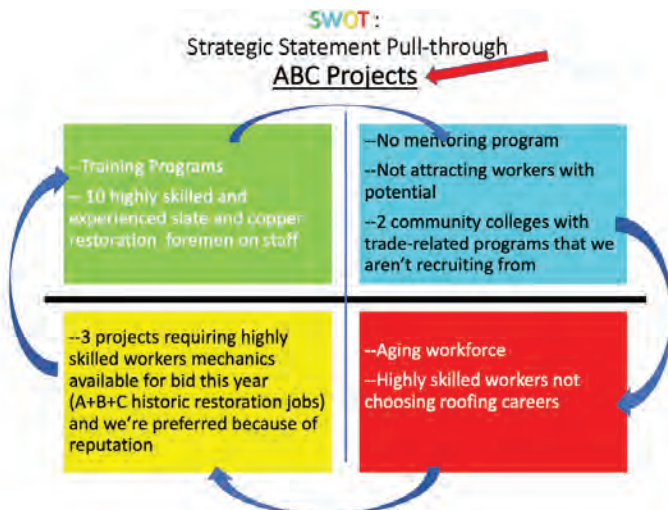 SWOT :
Strategic Statement Pull-through
ABC Projects
--Training Programs
-- 10 highly skilled and
experienced slate and copper
restoration foremen on staff
--No mentoring program
--Not attracting workers with
potential
--2 community colleges with
trade-related programs that we
aren't recruiting from
--3 projects requiring highly
skilled workers mechanics
available for bid this year
(A+B+C historic restoration jobs)
and we're preferred because of
reputation
--Aging workforce
--Highly skilled workers not
choosing roofing careers